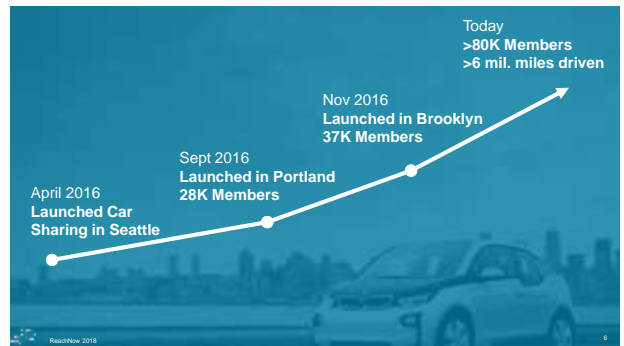 Today
>80K Members
>6 mil. miles driven
Nov 2016
Launched in Brooklyn
37K Members
Sept 2016
Launched in Portland
28K Members
April 2016
Launched Car
Sharing in Seattle
ReachNow 2018
6